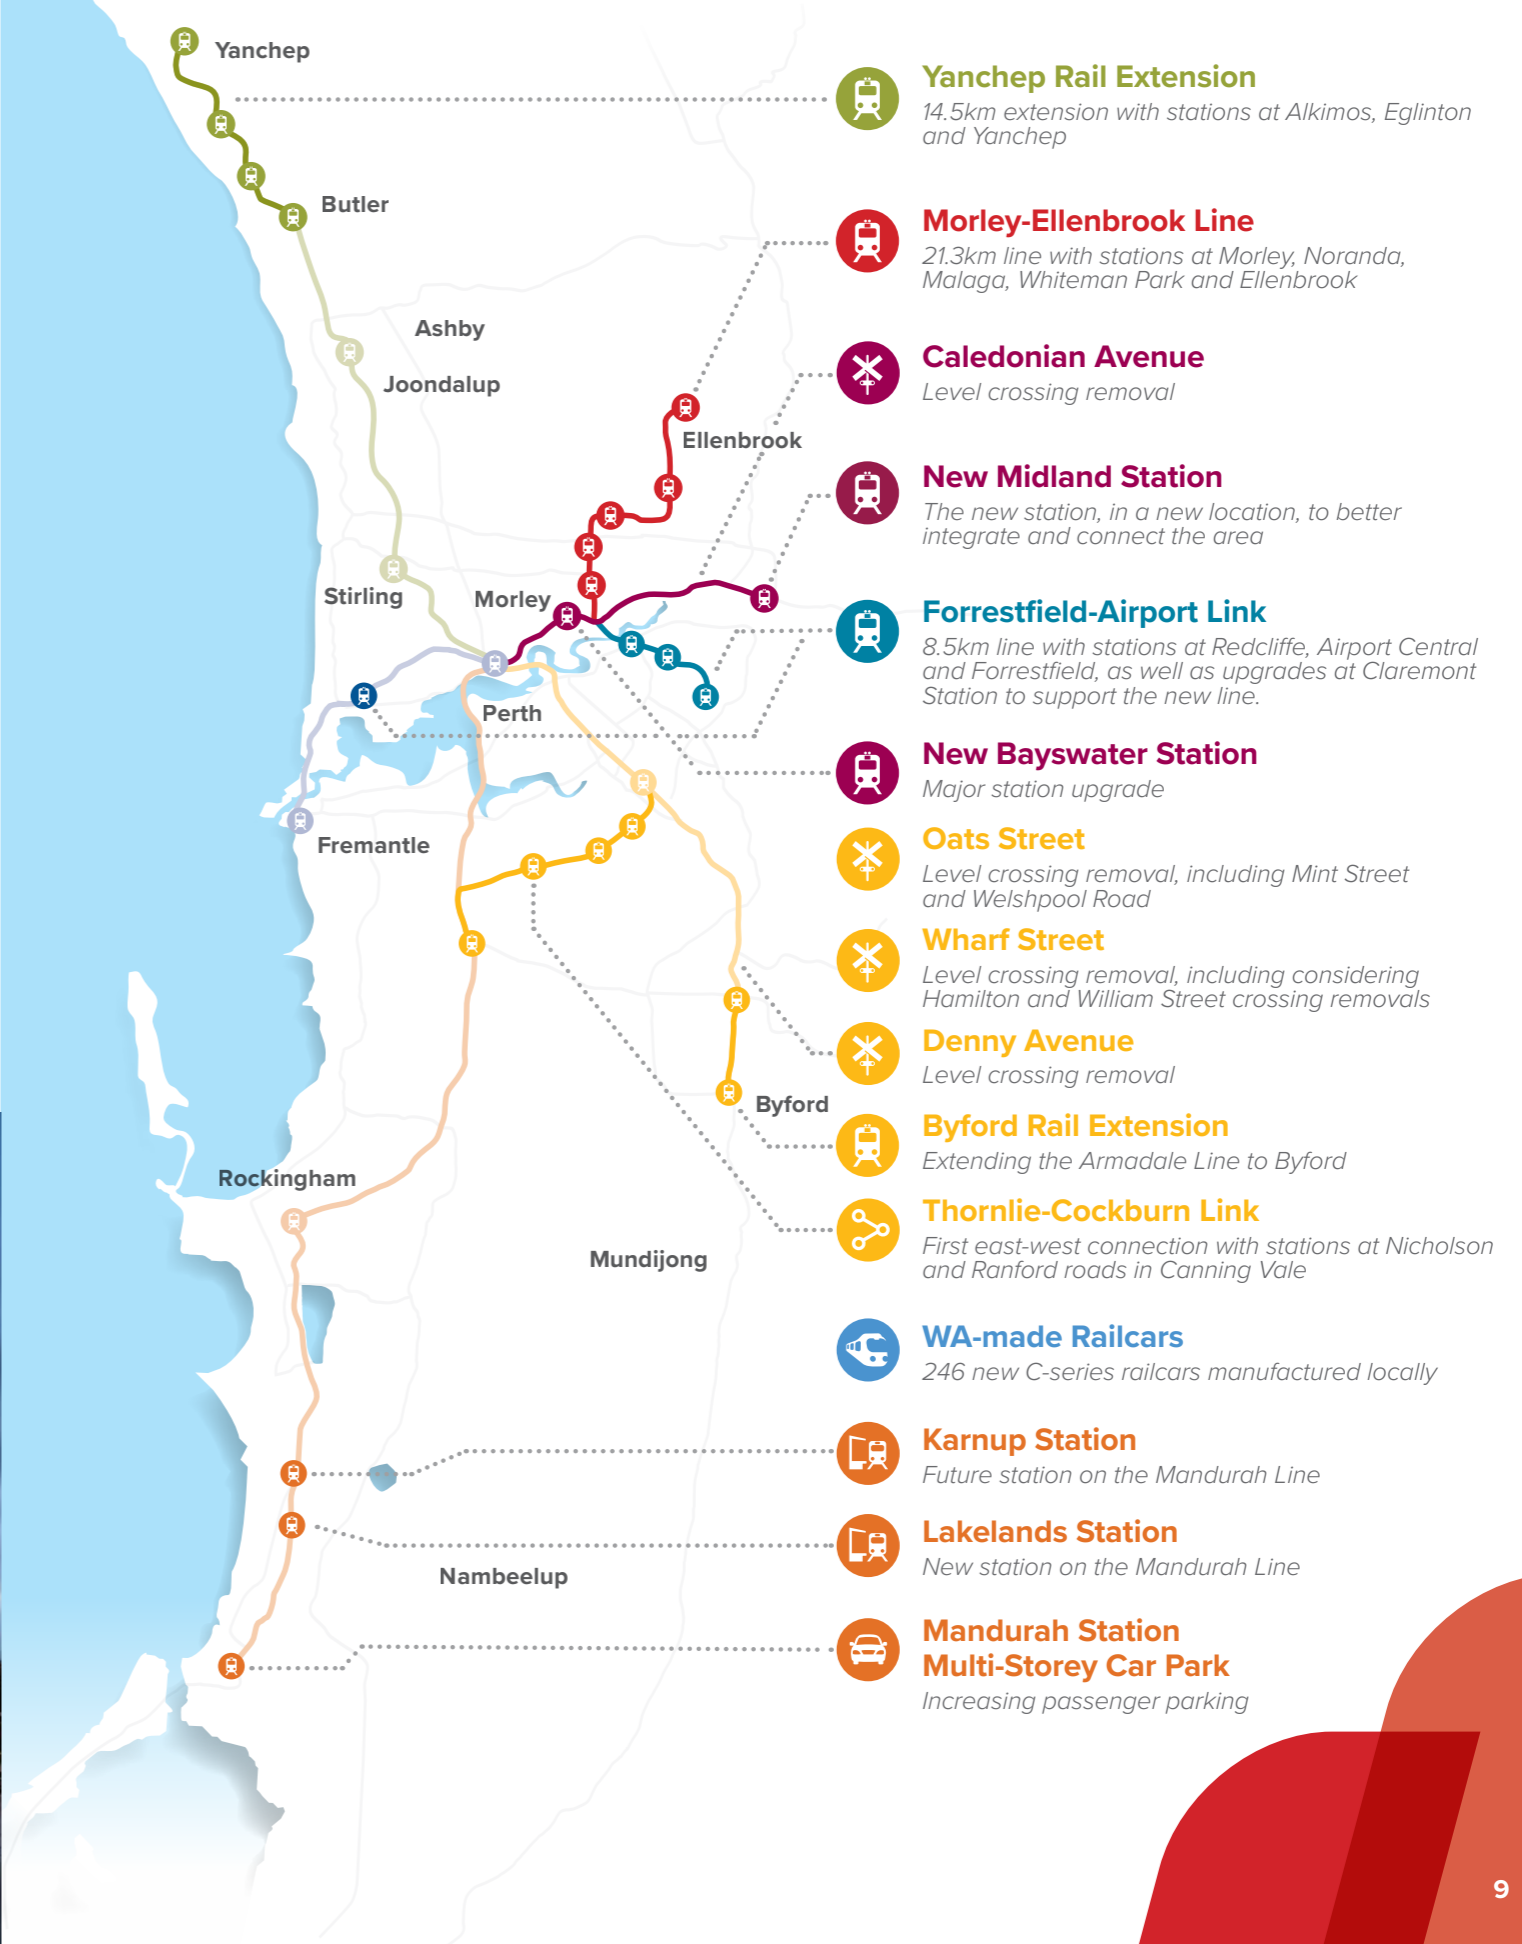 Yanchep
Butler
Ashby
Joondalup
Ellenbrook
Stirling
Morley
Perth
Fremantle
Byford
Rockingham
Mundijong
Nambeelup
Yanchep Rail Extension
14.5km extension with stations at Alkimos, Eglinton
and Yanchep
Morley-Ellenbrook Line
21.3km line with stations at Morley, Noranda,
Malaga, Whiteman Park and Ellenbrook
Caledonian Avenue
Level crossing removal
New Midland Station
The new station, in a new location, to better
integrate and connect the area
Forrestfield-Airport Link
8.5km line with stations at Redcliffe, Airport Central
and Forrestfield, as well as upgrades at Claremont
Station to support the new line.
New Bayswater Station
Major station upgrade
Oats Street
Level crossing removal, including Mint Street
and Welshpool Road
Wharf Street
Level crossing removal, including considering
Hamilton and William Street crossing removals
Denny Avenue
Level crossing removal
Byford Rail Extension
Extending the Armadale Line to Byford
Thornlie-Cockburn Link
First east-west connection with stations at Nicholson
and Ranford roads in Canning Vale
WA-made Railcars
246 new C-series railcars manufactured locally
Karnup Station
Future station on the Mandurah Line
Lakelands Station
New station on the Mandurah Line
Mandurah Station
Multi-Storey Car Park
Increasing passenger parking
9